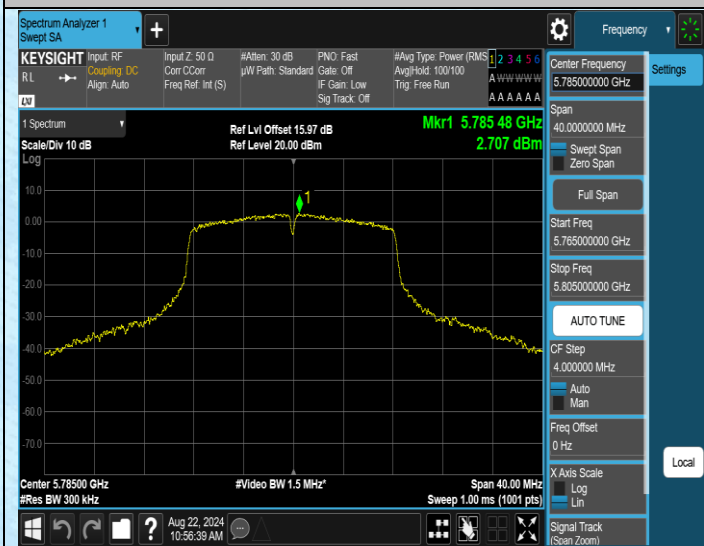 Spectrum Analyzer 1
Swept SA
+
Frequency
KEYSIGHT
R L
LXI
Input: RF
Coupling: DC
Align: Auto
Input Z: 50 Ω
Corr CCorr
Freq Ref: Int (S)
#Atten: 30 dB
µW Path: Standard
PNO: Fast
Gate: Off
IF Gain: Low
Sig Track: Off
#Avg Type: Power (RMS
Avg|Hold: 100/100
Trig: Free Run
1 2 3 4 5 6
A W W W W W
A A A A A A
1 Spectrum
Scale/Div 10 dB
Log
Ref Lvl Offset 15.97 dB
Ref Level 20.00 dBm
Mkr1 5.785 48 GHz
2.707 dBm
1
10.0
0.00
-10.0
-20.0
-30.0
-40.0
-50.0
-60.0
-70.0
Center 5.78500 GHz
#Res BW 300 kHz
#Video BW 1.5 MHz*
Span 40.00 MHz
Sweep 1.00 ms (1001 pts)
Center Frequency
5.785000000 GHz
Settings
Span
40.0000000 MHz
Swept Span
Zero Span
Full Span
Start Freq
5.765000000 GHz
Stop Freq
5.805000000 GHz
AUTO TUNE
CF Step
4.000000 MHz
Auto
Man
Freq Offset
0 Hz
X Axis Scale
Log
Lin
Local
Signal Track
(Span Zoom)
?
Aug 22, 2024
10:56:39 AM